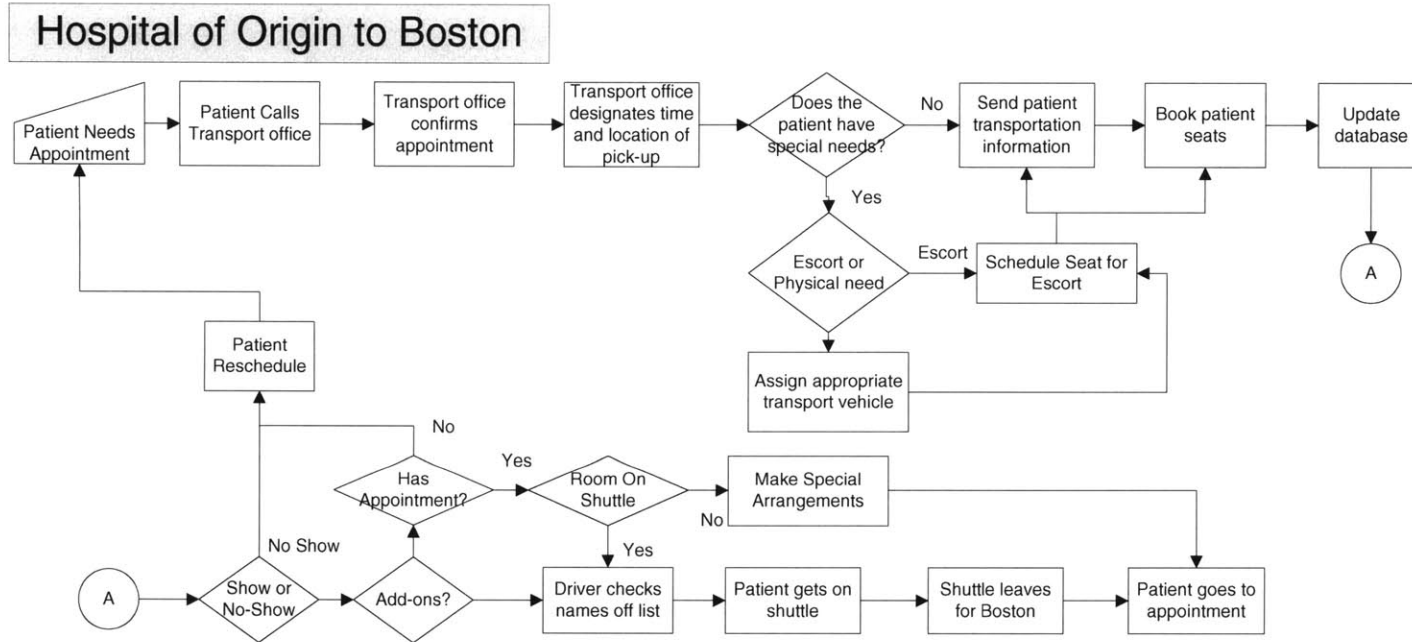 Hospital of Origin to Boston
Patient Needs
Appointment
Patient Calls
Transport office
Transport office
confirms
appointment
Transport office
designates time
and location of
pick-up
Does the
patient have
special needs?
No
Send patient
transportation
information
Book patient
seats
Update
database
Yes
Escort or
Physical need
Escort
Schedule Seat for
Escort
A
Patient
Reschedule
Assign appropriate
transport vehicle
No
Has
Appointment?
Yes
Room On
Shuttle
No
Make Special
Arrangements
No Show
Yes
A
Show or
No-Show
Add-ons?
Driver checks
names off list
Patient gets on
shuttle
Shuttle leaves
for Boston
Patient goes to
appointment